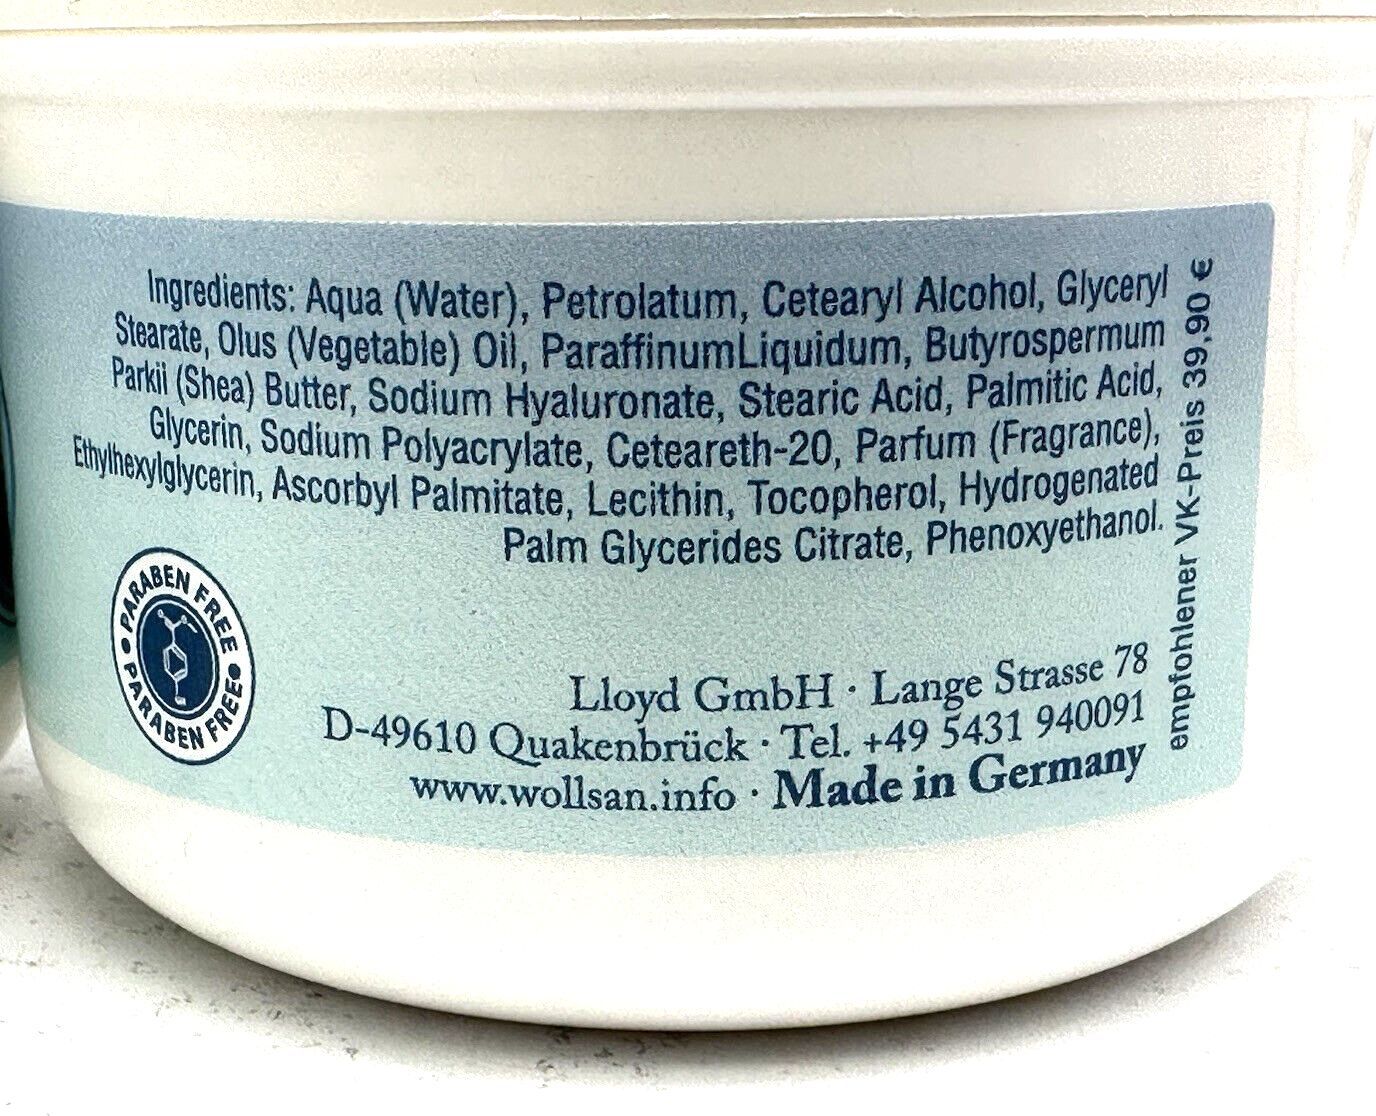 Ingredients: Aqua (Water), Petrolatum, Cetearyl Alcohol, Glyceryl
Stearate, Olus (Vegetable) Oil, ParaffinumLiquidum, Butyrospermum
Parkii (Shea) Butter, Sodium Hyaluronate, Stearic Acid, Palmitic Acid,
Glycerin, Sodium Polyacrylate, Ceteareth-20, Parfum (Fragrance),
Ethylhexylglycerin, Ascorbyl Palmitate, Lecithin, Tocopherol, Hydrogenated
Palm Glycerides Citrate, Phenoxyethanol.
empfohlener VK-Preis 39,90 €
• PARABEN FREE
• PARABEN FREE
Lloyd GmbH · Lange Strasse 78
D-49610 Quakenbrück · Tel. +49 5431 940091
www.wollsan.info · Made in Germany